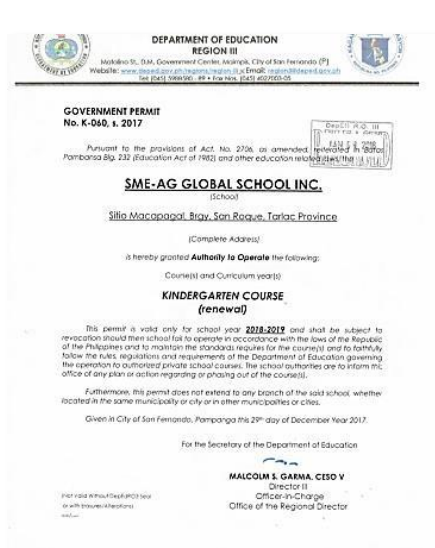 DEPARTMENT OF EDUCATION
REGION III
Matalino St., D.M. Government Center, Maimpis, City of San Fernando (P)
GOVERNMENT PERMIT
No. K-060, s. 2017
Pursuant to the provisions of Act. No. 2706, as amended, reiterated in Batas
Pambansa Blg. 232 (Education Act of 1982) and other education related laws, the
SME-AG GLOBAL SCHOOL INC.
(School)
Sitio Macapagal, Brgy, San Roque, Tarlac Province
(Complete Address)
is hereby granted Authority to Operate the following:
Course(s) and Curriculum year(s)
KINDERGARTEN COURSE
(renewal)
This permit is valid only for school year 2018-2019 and shall be subject to
revocation should then school fail to operate in accordance with the laws of the Republic
of the Philippines and to maintain the standards requires for the course(s) and to faithfully
follow the rules, regulations and requirements of the Department of Education governing
the operation to authorized private school courses. The school authorities are to inform this
office of any plan or action regarding or phasing out of the course(s).
Furthermore, this permit does not extend to any branch of the said school, whether
located in the same municipality or city or in other municipalities or cities.
Given in City of San Fernando, Pampanga this 29th day of December Year 2017.
For the Secretary of the Department of Education
MALCOLM S. GARMA, CESO V
Director III
Officer-In-Charge
Office of the Regional Director